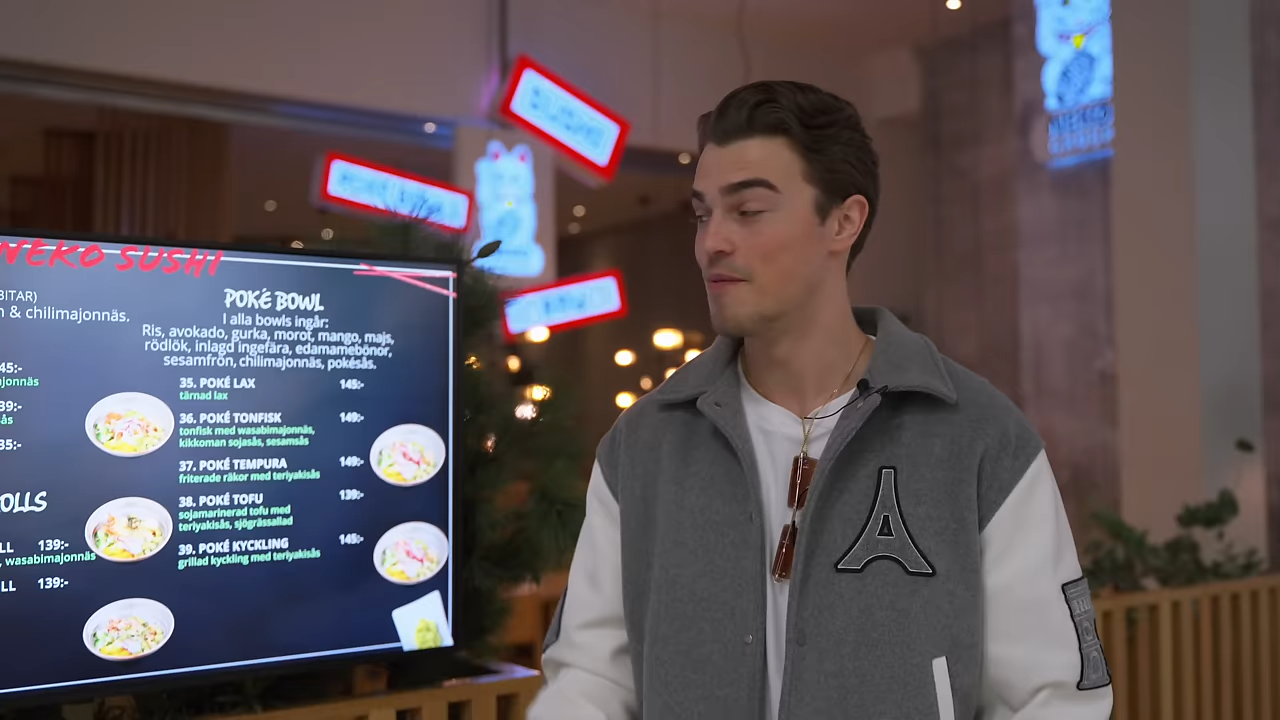 NEKO SUSHI
BITAR)
& chilimajonnäs.
45:-
ajonnäs
39:-
sås
35:-
OLLS
LL 139:-
, wasabimajonnäs
LL 139:-
POKÉ BOWL
I alla bowls ingår:
Ris, avokado, gurka, morot, mango, majs,
rödlök, inlagd ingefära, edamamebönor,
sesamfrön, chilimajonnäs, pokésås.
35. POKÉ LAX 145:-
tärnad lax
36. POKÉ TONFISK 149:-
tonfisk med wasabimajonnäs,
kikkoman sojasås, sesamsås
37. POKÉ TEMPURA 149:-
friterade räkor med teriyakisås
38. POKÉ TOFU 139:-
sojamarinerad tofu med
teriyakisås, sjögrässallad
39. POKÉ KYCKLING 145:-
grillad kyckling med teriyakisås
SUSHI
NEKO
A